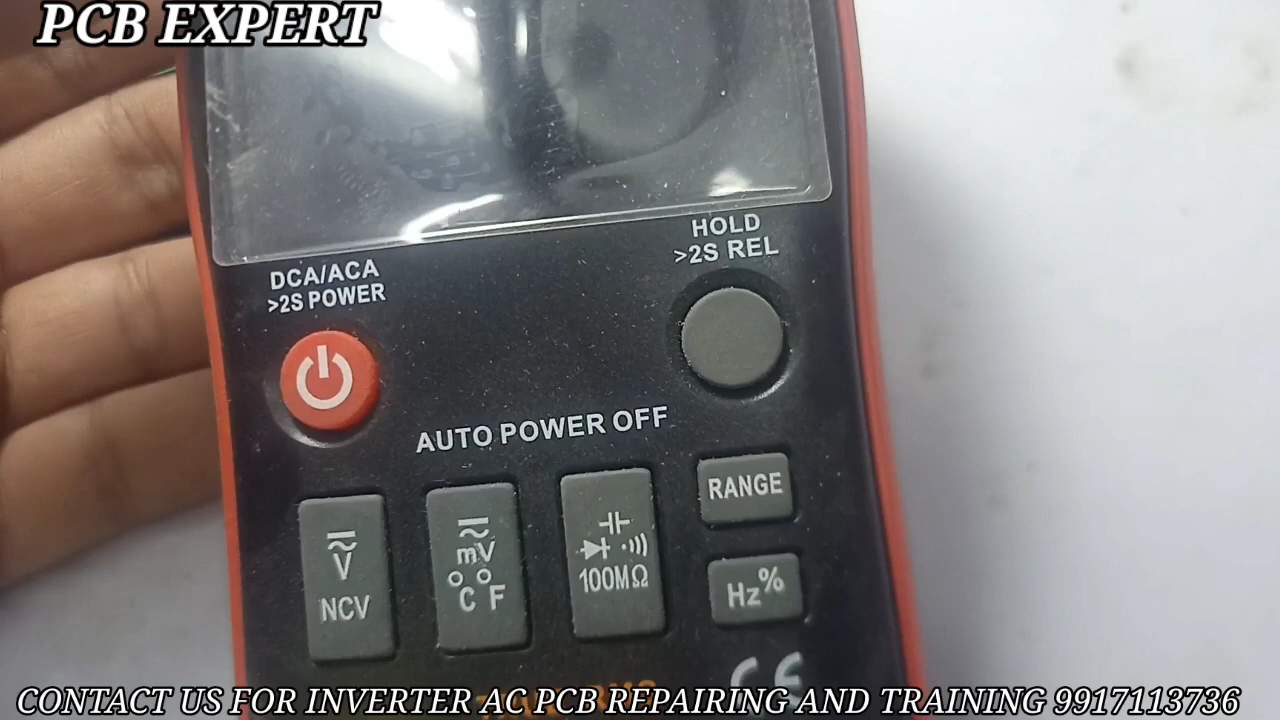 PCB EXPERT
HOLD
>2S REL
DCA/ACA
>2S POWER
AUTO POWER OFF
RANGE
V
NCV
mV
°C °F
100MΩ
Hz%
CE
CONTACT US FOR INVERTER AC PCB REPAIRING AND TRAINING 9917113736